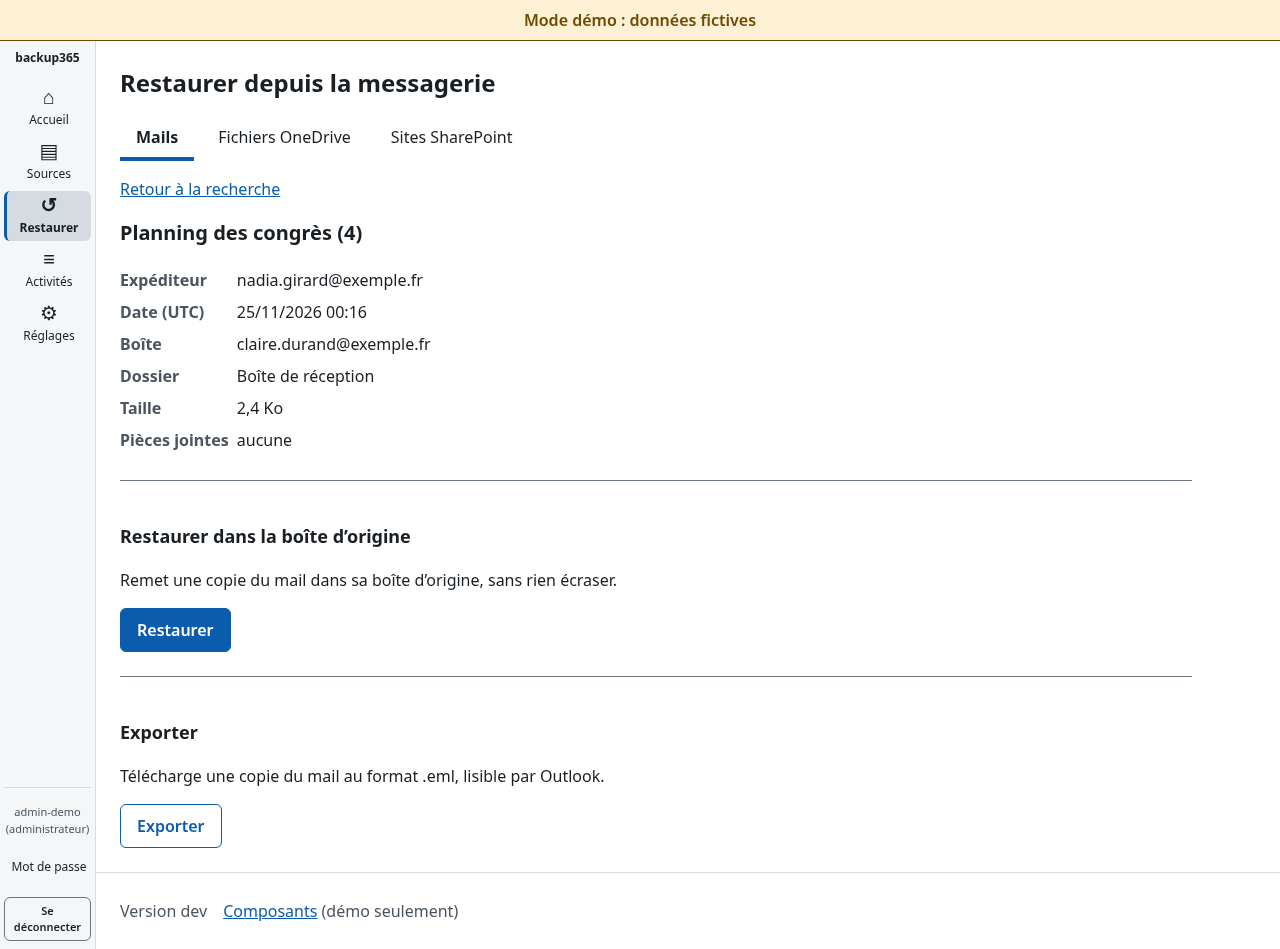 Mode démo : données fictives
backup365
Accueil
Sources
Restaurer
Activités
Réglages
admin-demo
(administrateur)
Mot de passe
Se
déconnecter
Restaurer depuis la messagerie
Mails
Fichiers OneDrive
Sites SharePoint
Retour à la recherche
Planning des congrès (4)
Expéditeur nadia.girard@exemple.fr
Date (UTC) 25/11/2026 00:16
Boîte claire.durand@exemple.fr
Dossier Boîte de réception
Taille 2,4 Ko
Pièces jointes aucune
Restaurer dans la boîte d’origine
Remet une copie du mail dans sa boîte d’origine, sans rien écraser.
Restaurer
Exporter
Télécharge une copie du mail au format .eml, lisible par Outlook.
Exporter
Version dev Composants (démo seulement)